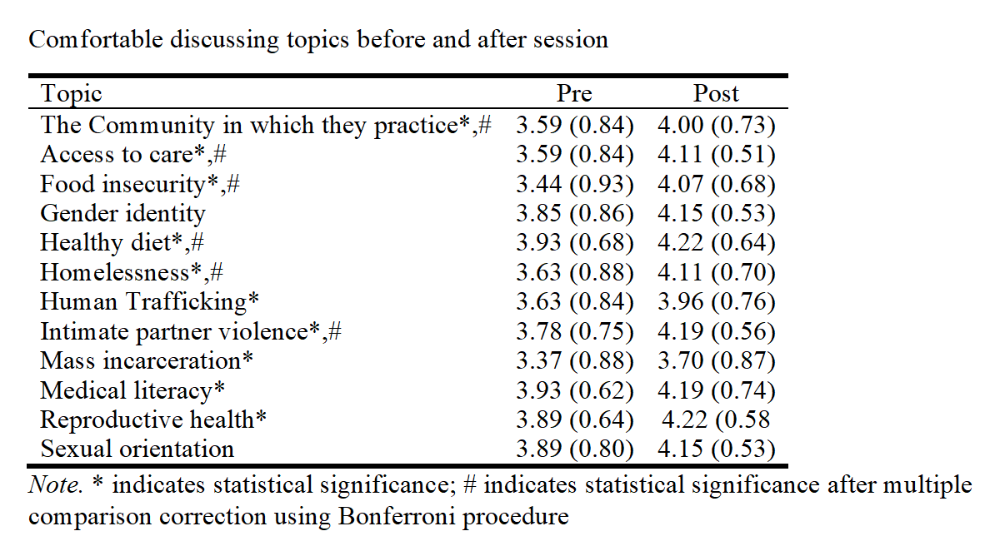 Comfortable discussing topics before and after session
Topic Pre Post
The Community in which they practice*,# 3.59 (0.84) 4.00 (0.73)
Access to care*,# 3.59 (0.84) 4.11 (0.51)
Food insecurity*,# 3.44 (0.93) 4.07 (0.68)
Gender identity 3.85 (0.86) 4.15 (0.53)
Healthy diet*,# 3.93 (0.68) 4.22 (0.64)
Homelessness*,# 3.63 (0.88) 4.11 (0.70)
Human Trafficking* 3.63 (0.84) 3.96 (0.76)
Intimate partner violence*,# 3.78 (0.75) 4.19 (0.56)
Mass incarceration* 3.37 (0.88) 3.70 (0.87)
Medical literacy* 3.93 (0.62) 4.19 (0.74)
Reproductive health* 3.89 (0.64) 4.22 (0.58
Sexual orientation 3.89 (0.80) 4.15 (0.53)
Note. * indicates statistical significance; # indicates statistical significance after multiple
comparison correction using Bonferroni procedure